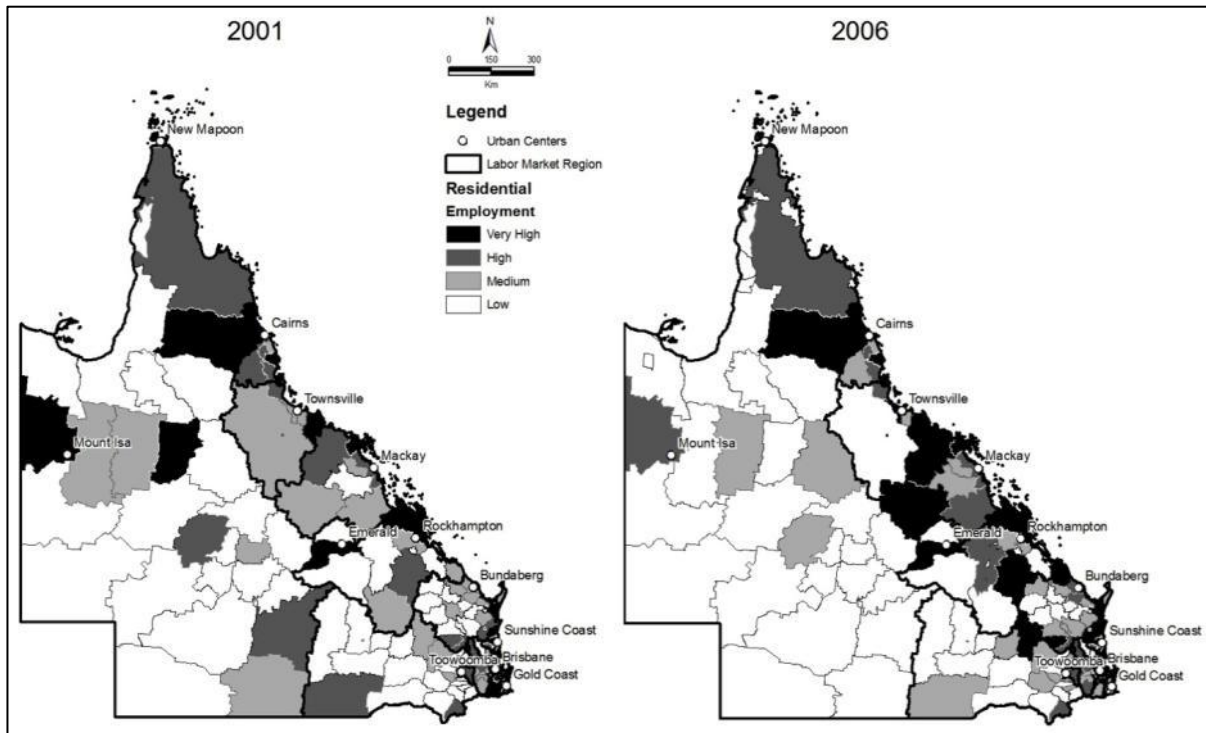 2001
2006
N
0 150 300
Km
Legend
Urban Centers
Labor Market Region
Residential
Employment
Very High
High
Medium
Low
New Mapoon
Cairns
Townsville
Mount Isa
Mackay
Emerald
Rockhampton
Bundaberg
Sunshine Coast
Toowoomba
Brisbane
Gold Coast
New Mapoon
Cairns
Townsville
Mount Isa
Mackay
Emerald
Rockhampton
Bundaberg
Sunshine Coast
Toowoomba
Brisbane
Gold Coast